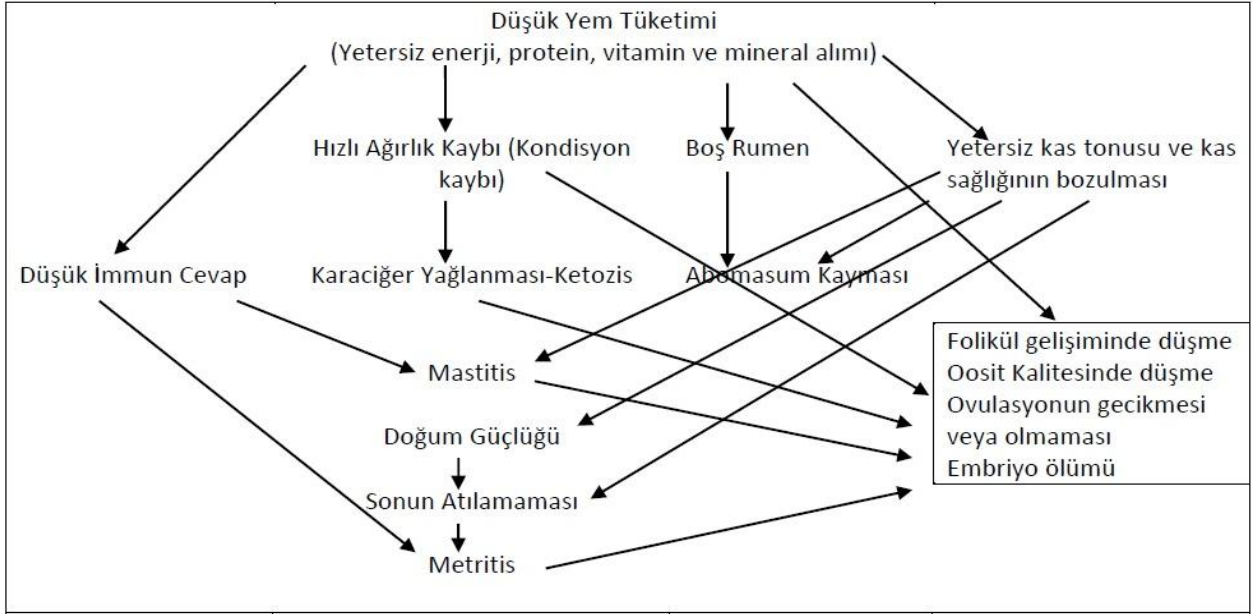 Düşük Yem Tüketimi
(Yetersiz enerji, protein, vitamin ve mineral alımı)
Hızlı Ağırlık Kaybı (Kondisyon
kaybı)
Boş Rumen
Yetersiz kas tonusu ve kas
sağlığının bozulması
Düşük İmmun Cevap
Karaciğer Yağlanması-Ketozis
Abomasum Kayması
Folikül gelişiminde düşme
Oosit Kalitesinde düşme
Ovulasyonun gecikmesi
veya olmaması
Embriyo ölümü
Mastitis
Doğum Güçlüğü
Sonun Atılamaması
Metritis